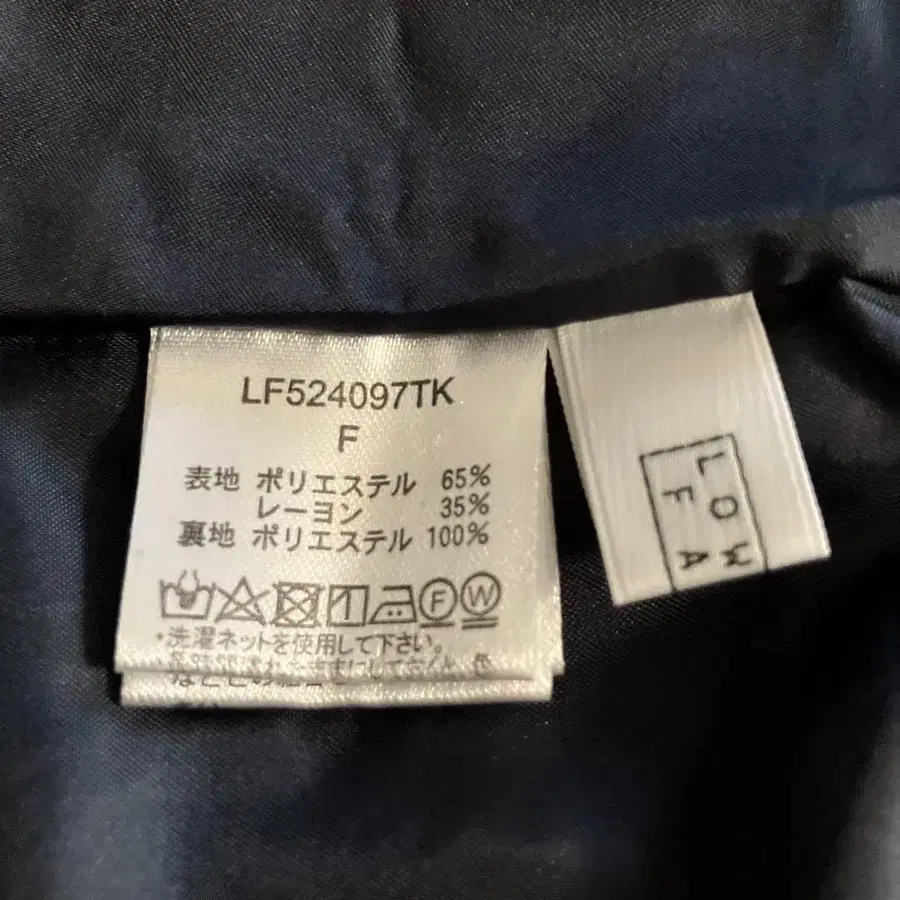 LF524097TK
F
表地 ポリエステル 65%
レーヨン 35%
裏地 ポリエステル 100%
F W
*洗濯ネットを使用して下さい。
LOW
F A